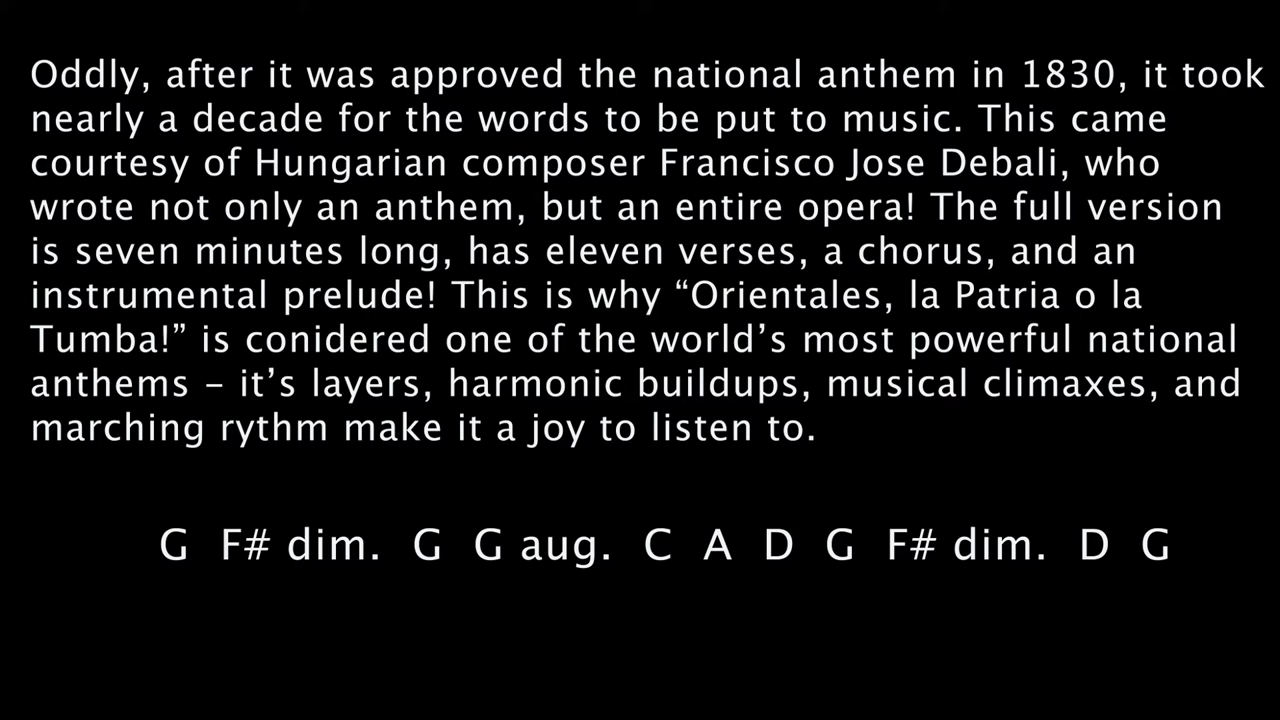 Oddly, after it was approved the national anthem in 1830, it took
nearly a decade for the words to be put to music. This came
courtesy of Hungarian composer Francisco Jose Debali, who
wrote not only an anthem, but an entire opera! The full version
is seven minutes long, has eleven verses, a chorus, and an
instrumental prelude! This is why “Orientales, la Patria o la
Tumba!” is conidered one of the world’s most powerful national
anthems – it’s layers, harmonic buildups, musical climaxes, and
marching rythm make it a joy to listen to.
G F# dim. G G aug. C A D G F# dim. D G